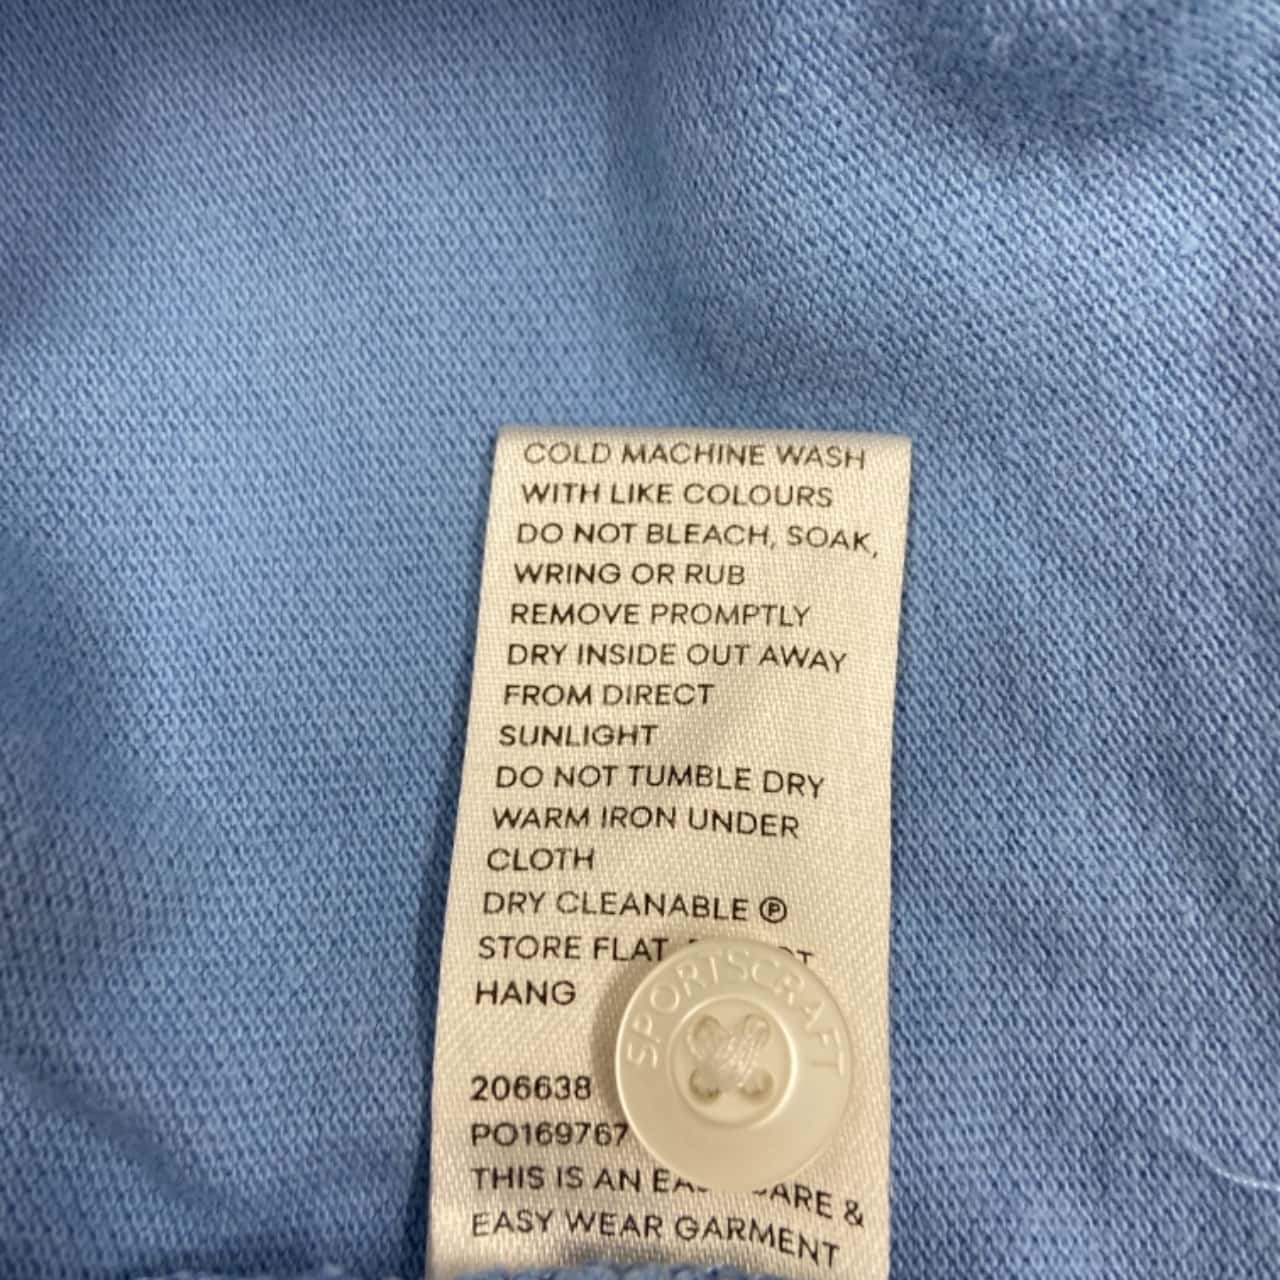 COLD MACHINE WASH
WITH LIKE COLOURS
DO NOT BLEACH, SOAK,
WRING OR RUB
REMOVE PROMPTLY
DRY INSIDE OUT AWAY
FROM DIRECT
SUNLIGHT
DO NOT TUMBLE DRY
WARM IRON UNDER
CLOTH
DRY CLEANABLE Ⓟ
STORE FLAT
HANG
SPORTSCRAFT
206638
PO169767
THIS IS AN &
EASY WEAR GARMENT